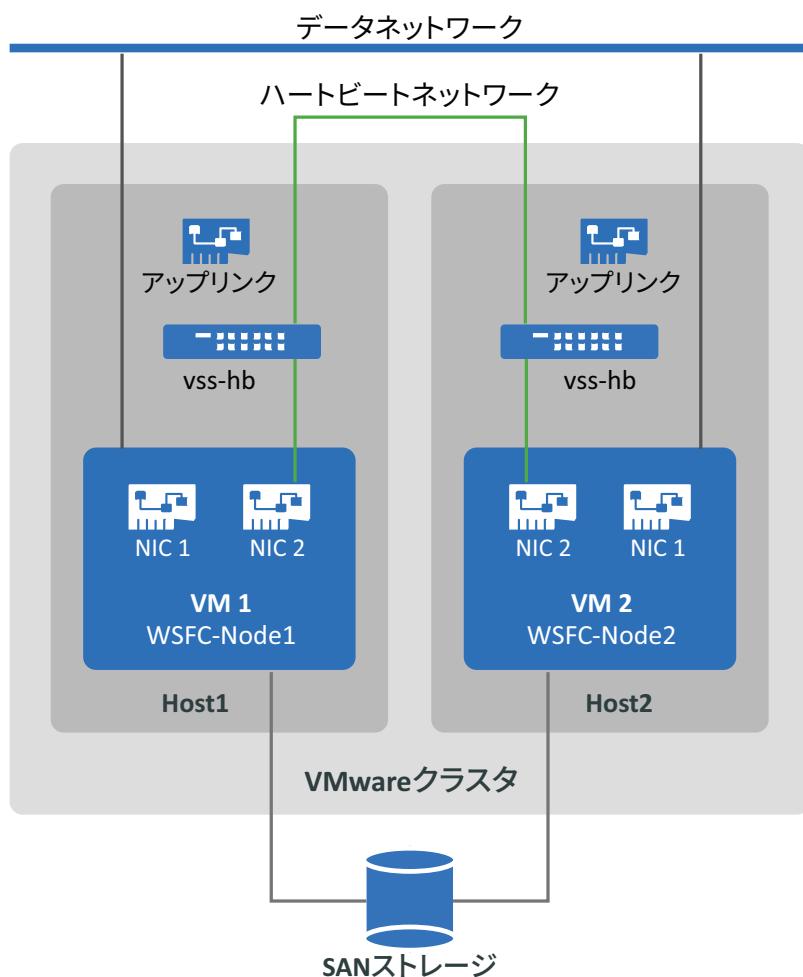 データネットワーク
ハートビートネットワーク
アップリンク
アップリンク
vss-hb
vss-hb
NIC 1
NIC 2
NIC 2
NIC 1
VM 1
WSFC-Node1
VM 2
WSFC-Node2
Host1
Host2
VMwareクラスタ
SANストレージ